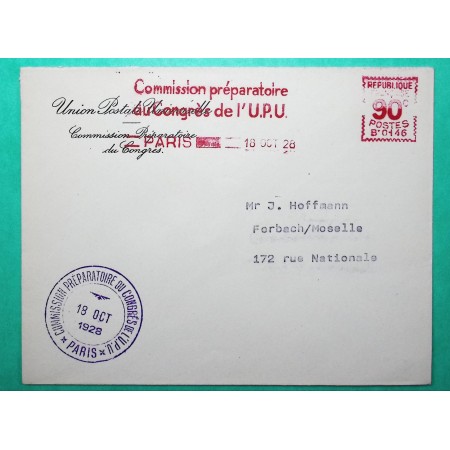 Commission préparatoire
au Congrès de l'U.P.U.
PARIS 18 OCT 28
REPUBLIQUE
90
POSTES
B'0146
Union Postale Universelle
Commission Préparatoire
du Congrès.
Mr J. Hoffmann
Forbach/Moselle
172 rue Nationale
COMMISSION PRÉPARATOIRE DU CONGRÈS DE L'U.P.U.
18 OCT
1928
* PARIS *